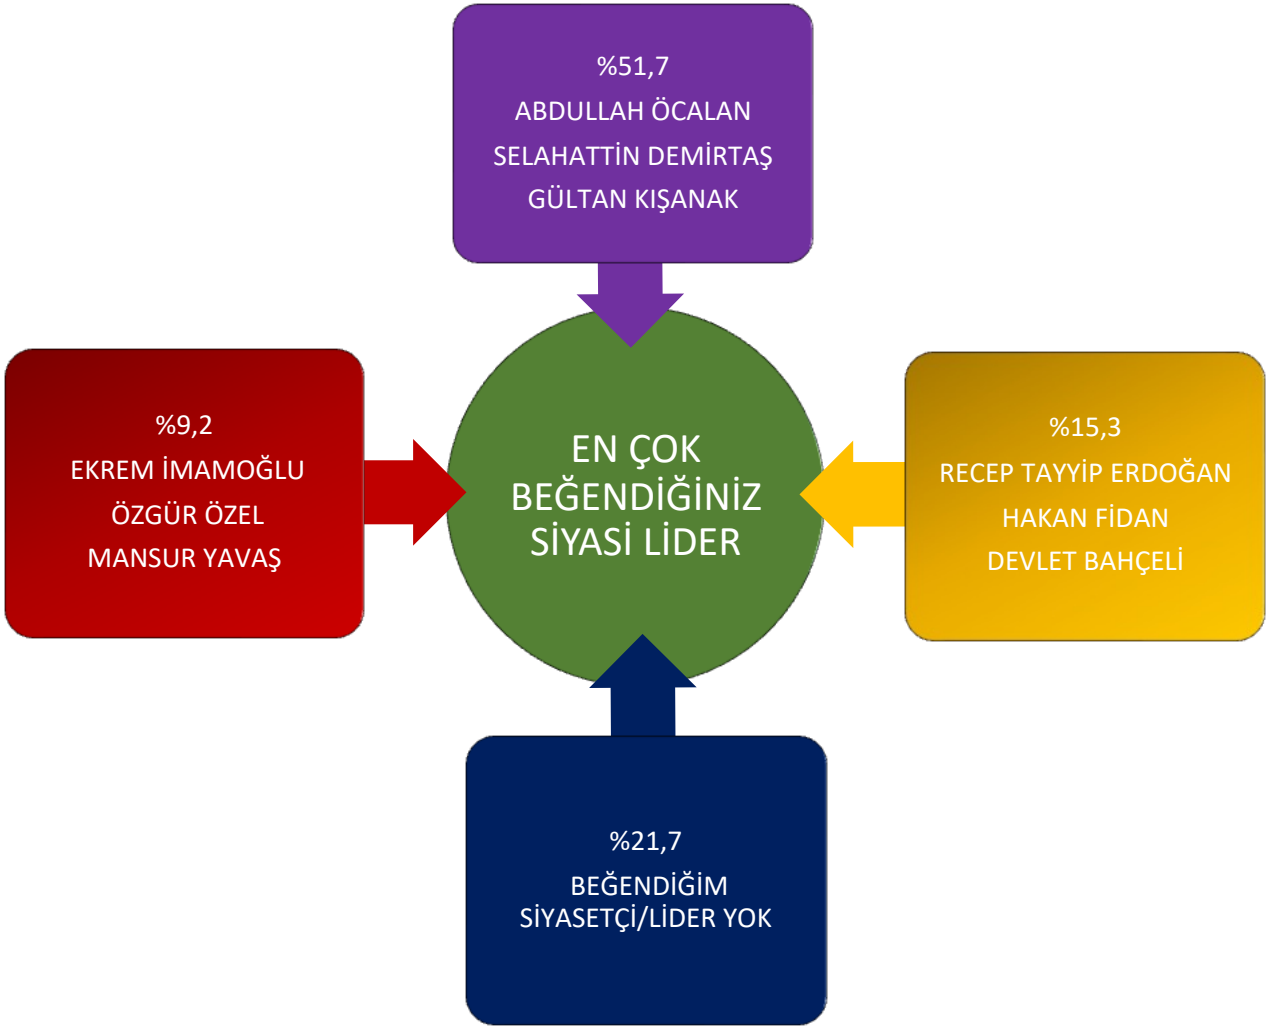 %51,7
ABDULLAH ÖCALAN
SELAHATTİN DEMİRTAŞ
GÜLTAN KIŞANAK
%9,2
EKREM İMAMOĞLU
ÖZGÜR ÖZEL
MANSUR YAVAŞ
EN ÇOK
BEĞENDİĞİNİZ
SİYASİ LİDER
%15,3
RECEP TAYYİP ERDOĞAN
HAKAN FİDAN
DEVLET BAHÇELİ
%21,7
BEĞENDİĞİM
SİYASETÇİ/LİDER YOK